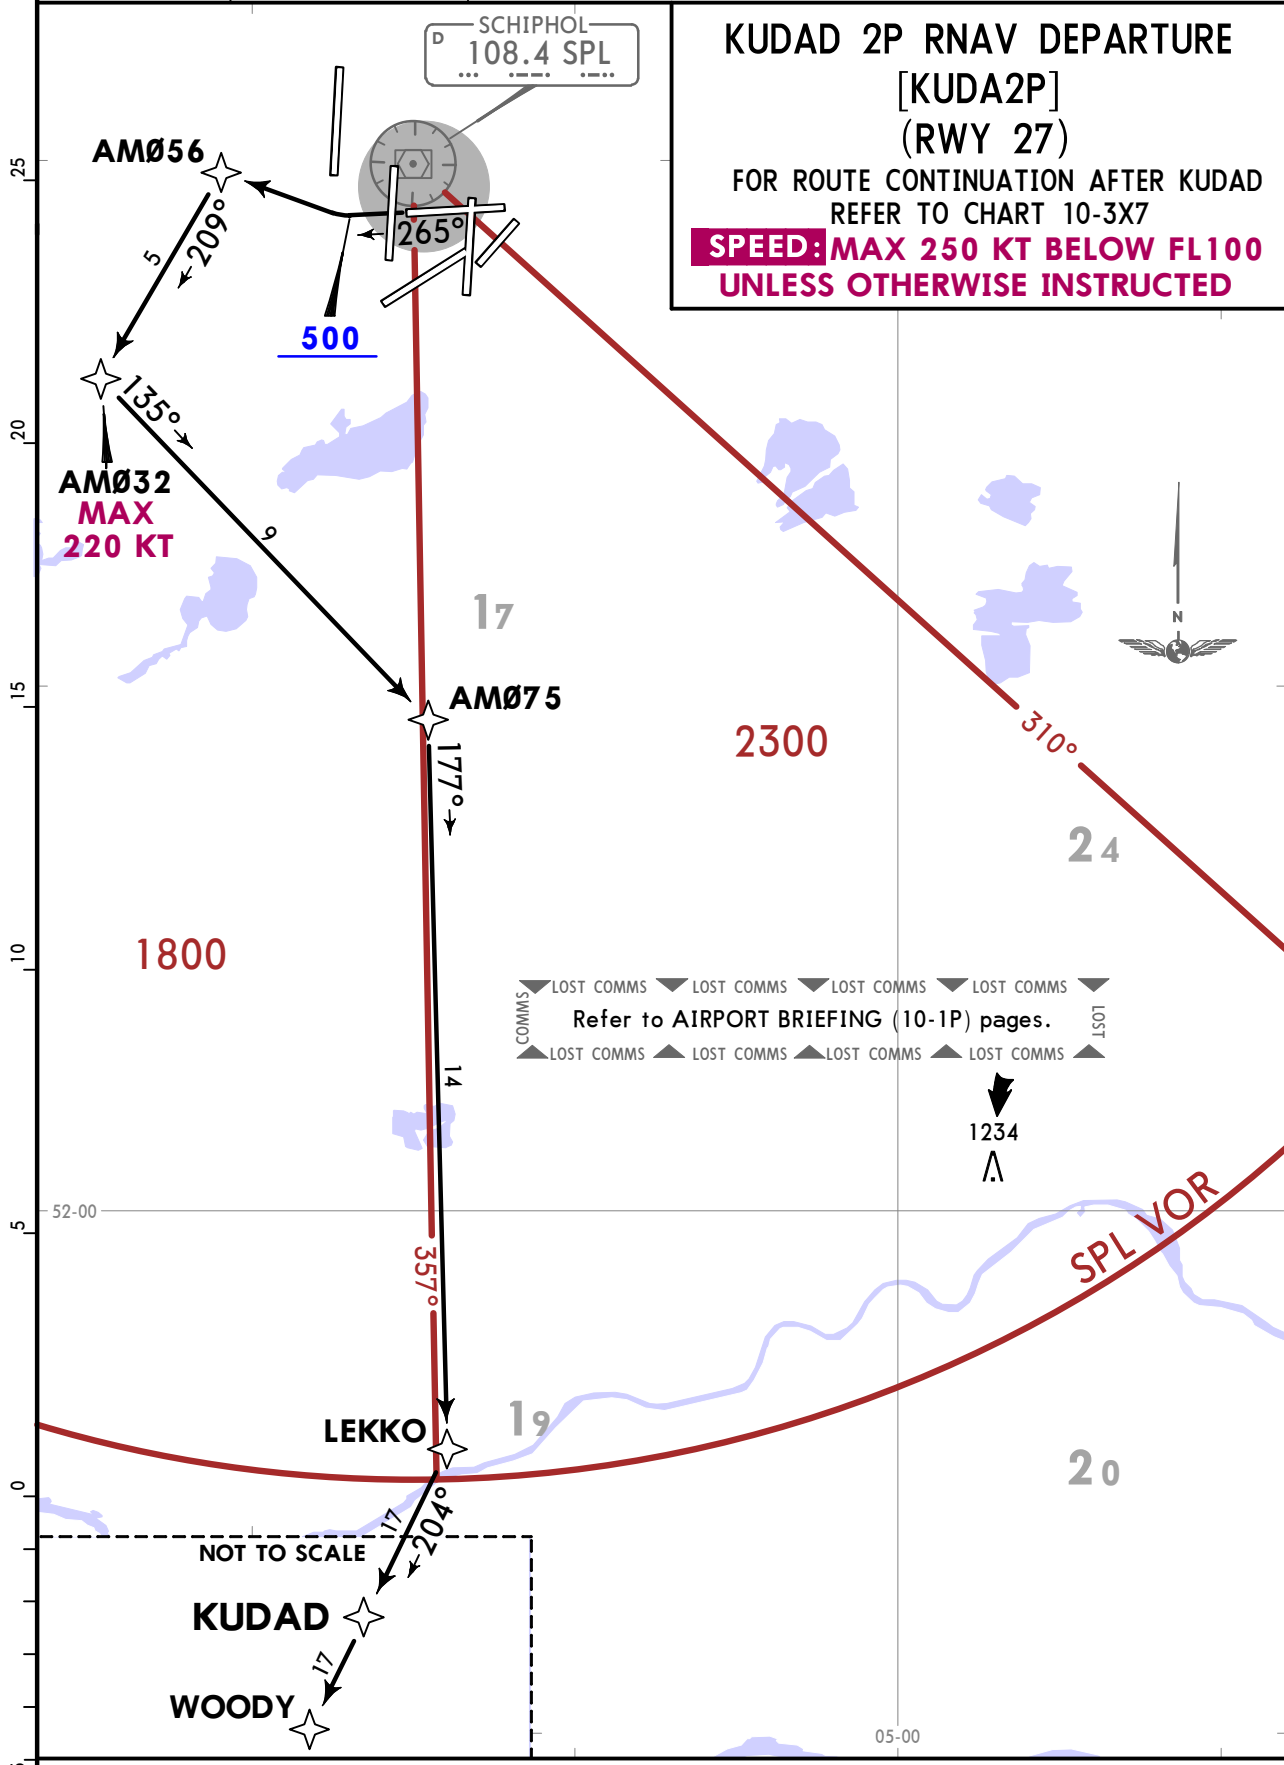 SCHIPHOL
D
108.4 SPL
KUDAD 2P RNAV DEPARTURE
[KUDA2P]
(RWY 27)
FOR ROUTE CONTINUATION AFTER KUDAD
REFER TO CHART 10-3X7
SPEED: MAX 250 KT BELOW FL100
UNLESS OTHERWISE INSTRUCTED
AMØ56
265°
5
209°
500
135°
AMØ32
MAX
220 KT
9
17
N
AMØ75
177°
2300
310°
24
1800
LOST COMMS LOST COMMS LOST COMMS LOST COMMS
COMMS
Refer to AIRPORT BRIEFING (10-1P) pages.
LOST
LOST COMMS LOST COMMS LOST COMMS LOST COMMS
14
1234
52-00
SPL VOR
357°
LEKKO
19
20
17
204°
NOT TO SCALE
KUDAD
17
WOODY
05-00
25
20
15
10
5
0